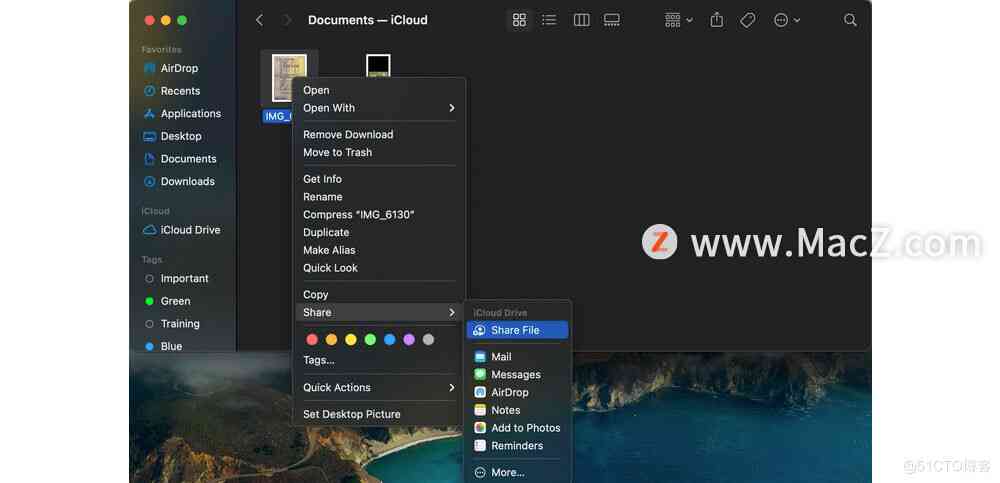 Documents — iCloud
Favorites
AirDrop
Recents
Applications
Desktop
Documents
Downloads
iCloud
iCloud Drive
Tags
Important
Green
Training
Blue
Open
Open With
Remove Download
Move to Trash
Get Info
Rename
Compress "IMG_6130"
Duplicate
Make Alias
Quick Look
Copy
Share
Tags...
Quick Actions
Set Desktop Picture
iCloud Drive
Share File
Mail
Messages
AirDrop
Notes
Add to Photos
Reminders
More...
Z www.MacZ.com
@51CTO博客